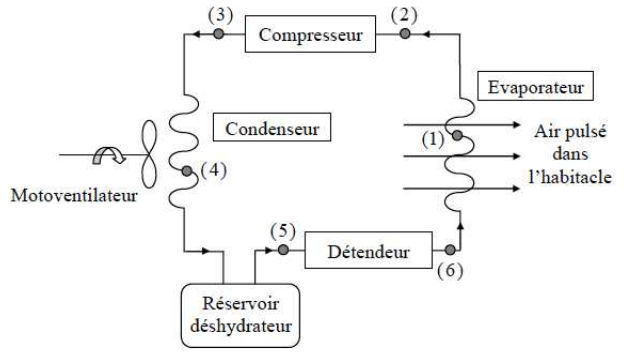 (3)
Compresseur
(2)
Evaporateur
Condenseur
(1)
Air pulsé
dans
l'habitacle
(4)
Motoventilateur
(5)
Détendeur
(6)
Réservoir
déshydrateur